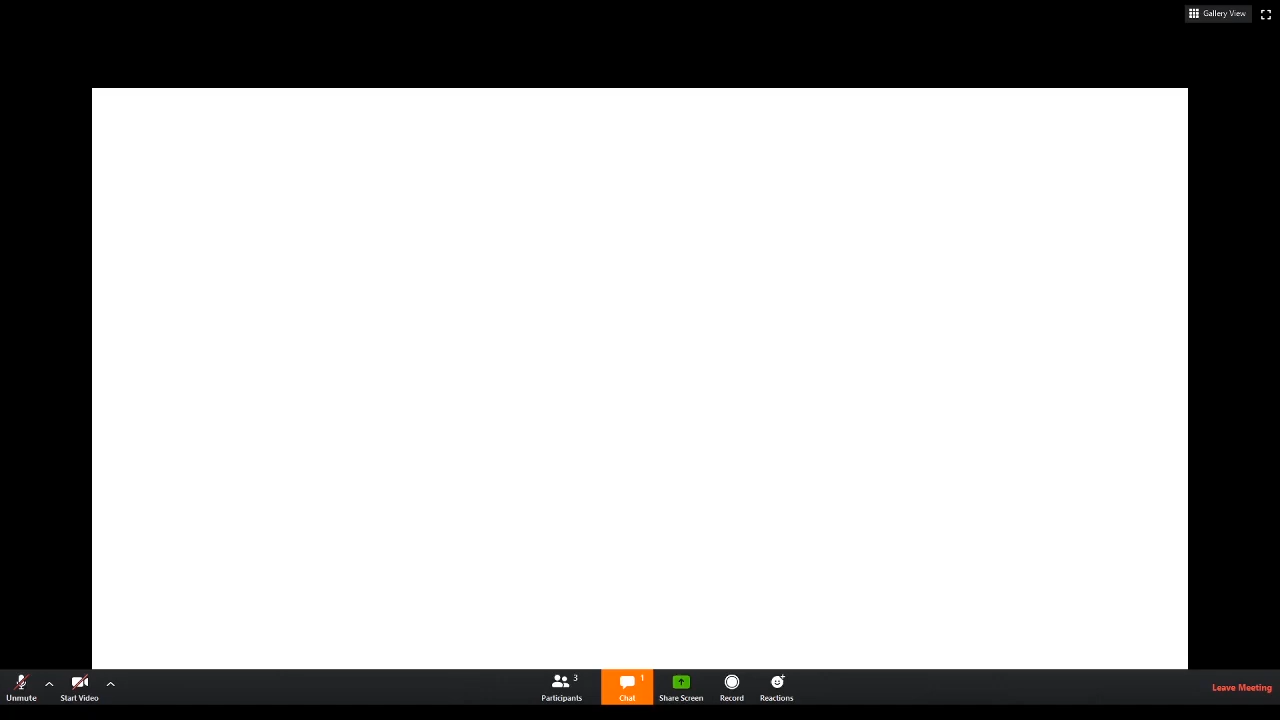 Gallery View
Unmute
Start Video
3
Participants
1
Chat
Share Screen
Record
Reactions
Leave Meeting